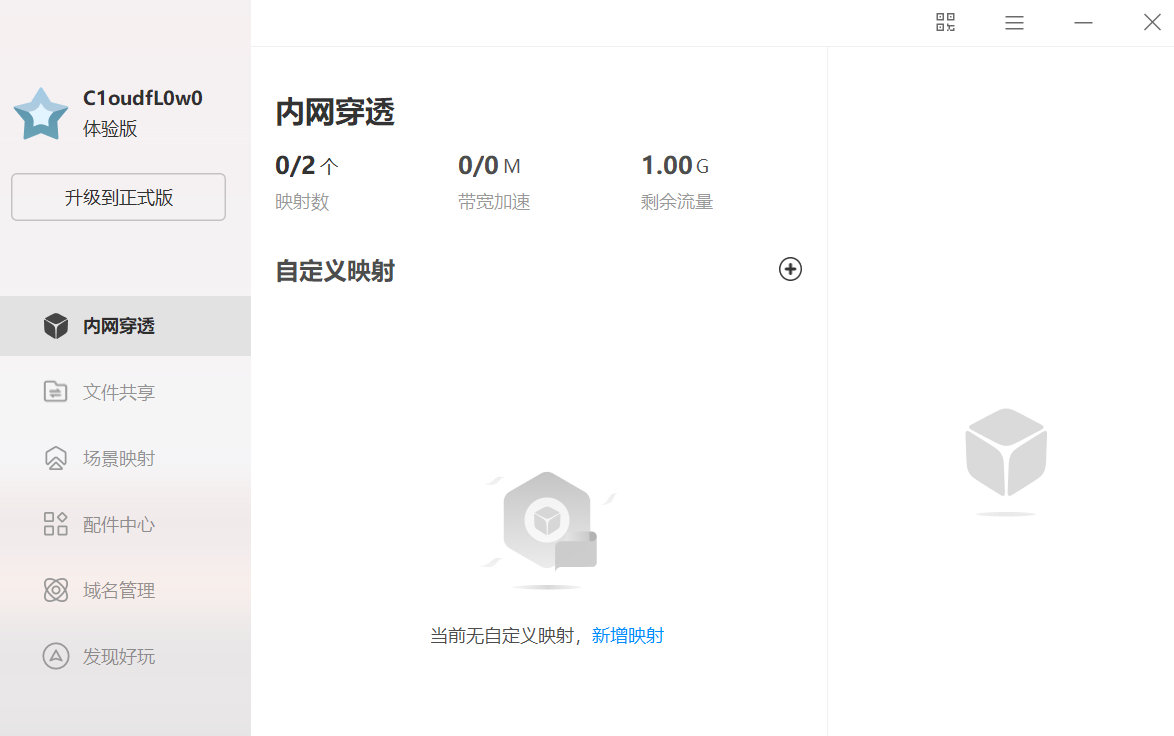 C1oudfL0w0
体验版
升级到正式版
内网穿透
文件共享
场景映射
配件中心
域名管理
发现好玩
内网穿透
0/2 个
映射数
0/0 M
带宽加速
1.00 G
剩余流量
自定义映射
当前无自定义映射，新增映射